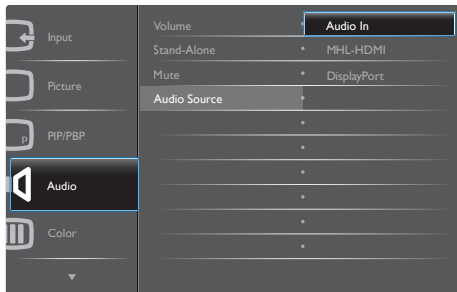 Input
Picture
P
PIP/PBP
Audio
Color
Volume
Stand-Alone
Mute
Audio Source
Audio In
MHL-HDMI
DisplayPort